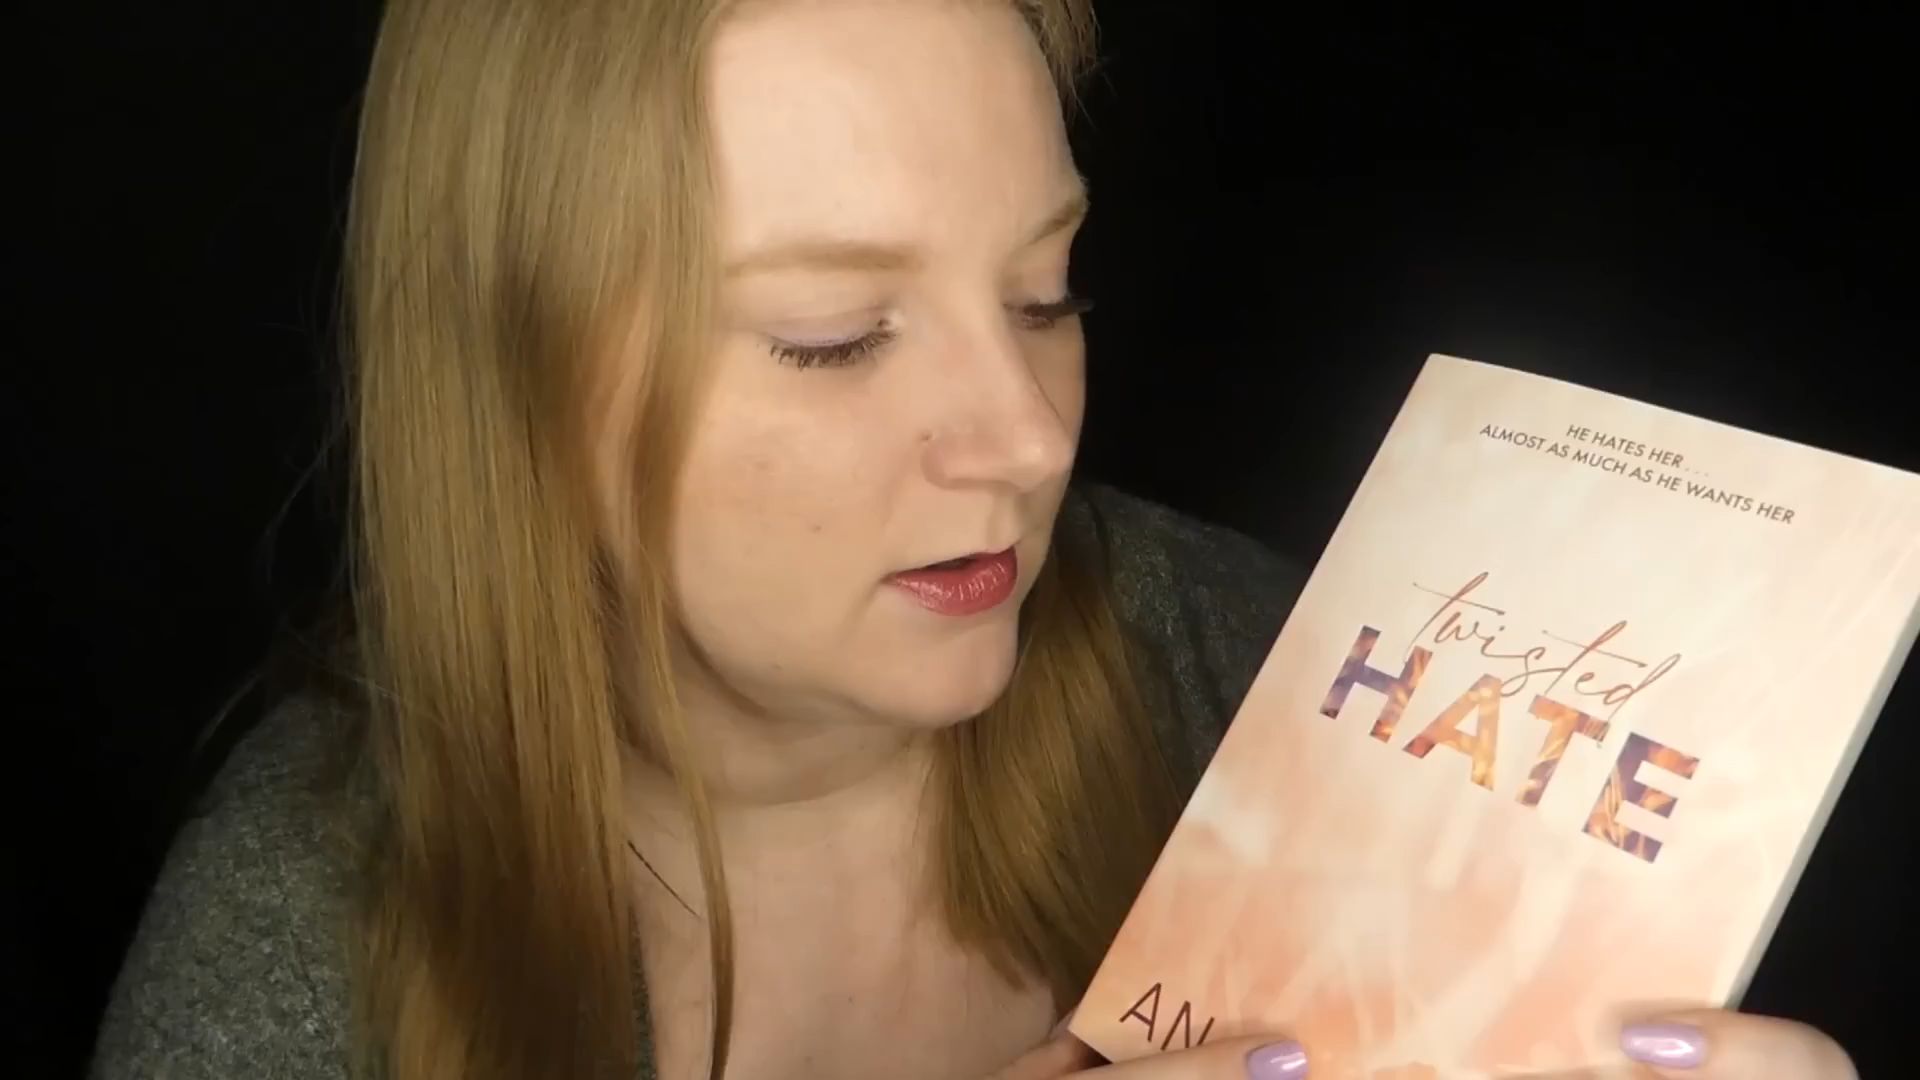 HE HATES HER...
ALMOST AS MUCH AS HE WANTS HER
twisted
HATE
AN